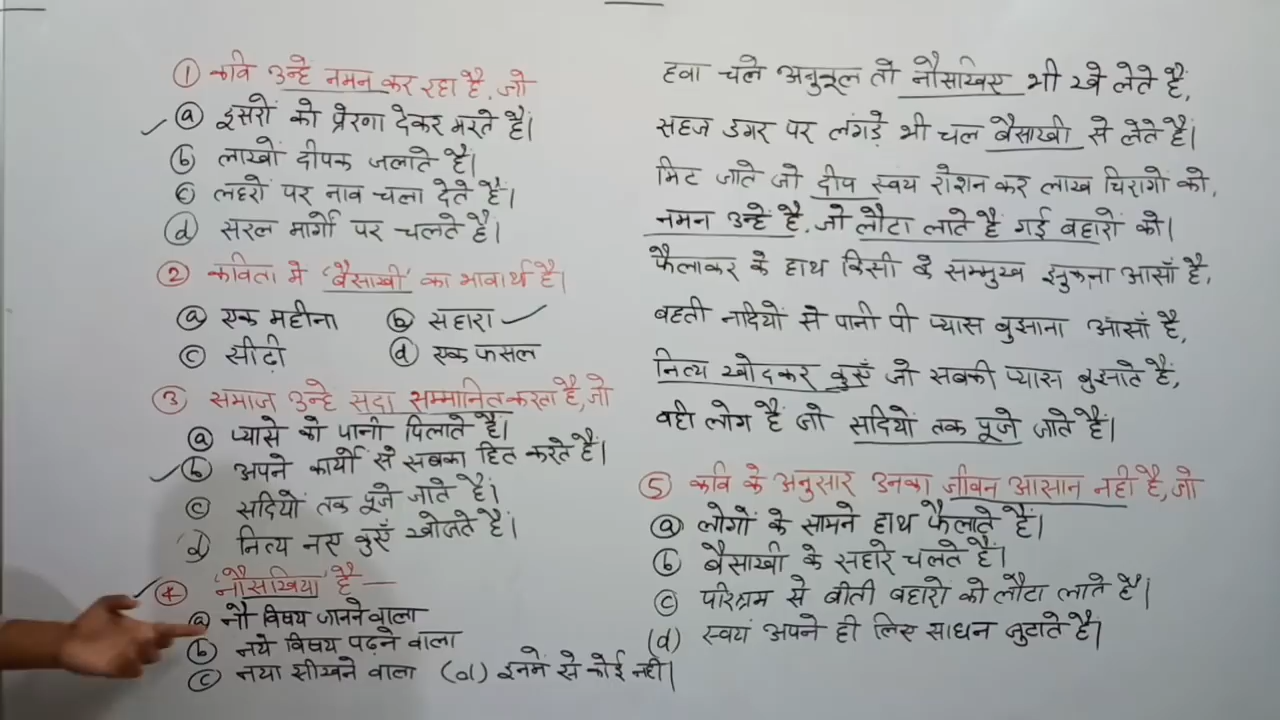 ① कवि उन्हे नमन कर रहा है, जो
ⓐ दूसरों को प्रेरणा देकर मरते हैं।
ⓑ लाखों दीपक जलाते है।
ⓒ लहरों पर नाव चला देते हैं।
ⓓ सरल मार्गो पर चलते है।
② कविता मे 'बैसाखी' का भावार्थ है।
ⓐ एक महीना ⓑ सहारा
ⓒ सीढ़ी ⓓ एक फसल
③ समाज उन्हे सदा सम्मानित करता है, जो
ⓐ प्यासे को पानी पिलाते हैं।
ⓑ अपने कार्यो से सबका हित करते हैं।
ⓒ सदियों तक पूजे जाते हैं।
ⓓ नित्य नए कुएँ खोजते हैं।
④ 'नौसखिया' है —
ⓐ नौ विषय जानने वाला
ⓑ नये विषय पढ़ने वाला
ⓒ नया सीखने वाला (d) इनमे से कोई नही।
हवा चले अनुकूल तो नौसखिए भी खे लेते हैं,
सहज डगर पर लंगड़े भी चल बैसाखी से लेते हैं।
मिट जाते जो दीप स्वय रोशन कर लाख चिरागो को,
नमन उन्हें है, जो लौटा लाते हैं गई बहारों को।
फैलाकर के हाथ किसी के सम्मुख झुकना आसाँ है,
बहती नदियों से पानी पी प्यास बुझाना आसाँ है,
नित्य खोदकर कुएँ जो सबकी प्यास बुझाते हैं,
वही लोग हैं जो सदियों तक पूजे जाते हैं।
⑤ कवि के अनुसार उनका जीवन आसान नही है, जो
ⓐ लोगों के सामने हाथ फैलाते हैं।
ⓑ बैसाखी के सहारे चलते हैं।
ⓒ परिश्रम से बीती बहारों को लौटा लाते हैं।
(d) स्वयं अपने ही लिए साधन जुटाते है।